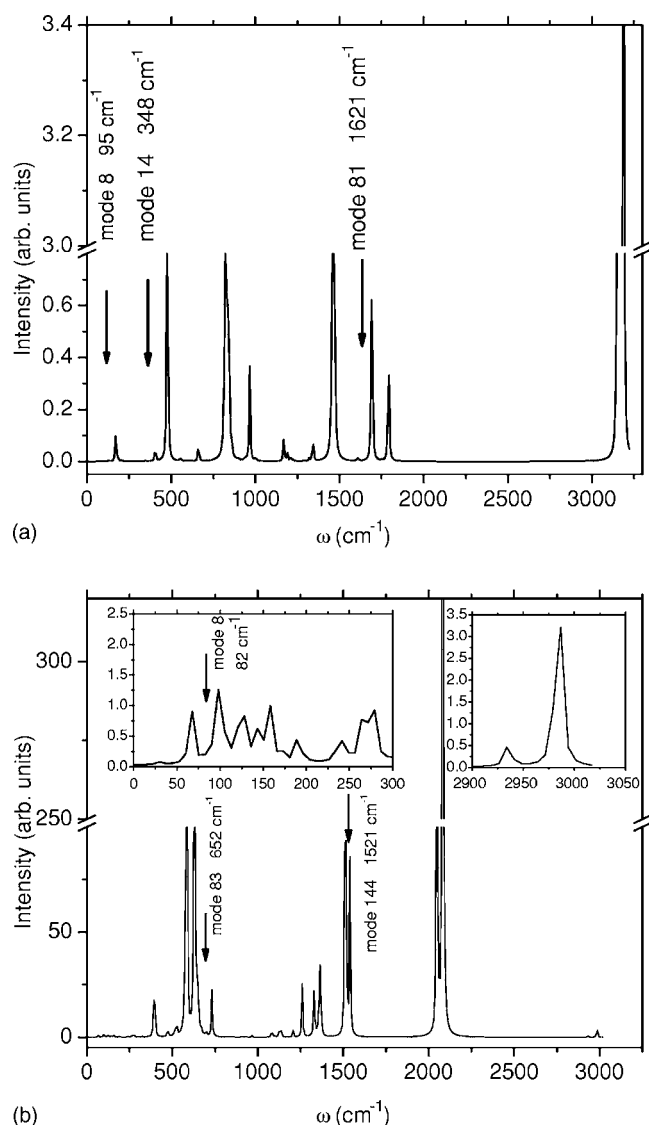 3.4
3.2
3.0
0.6
0.4
0.2
0.0
Intensity (arb. units)
mode 8 95 cm-1
mode 14 348 cm-1
mode 81 1621 cm-1
0 500 1000 1500 2000 2500 3000
ω (cm-1)
(a)
300
250
50
0
Intensity (arb. units)
2.5
2.0
1.5
1.0
0.5
0.0
mode 8
82 cm-1
0 50 100 150 200 250 300
3.5
3.0
2.5
2.0
1.5
1.0
0.5
0.0
2900 2950 3000 3050
mode 83 652 cm-1
mode 144 1521 cm-1
0 500 1000 1500 2000 2500 3000
ω (cm-1)
(b)